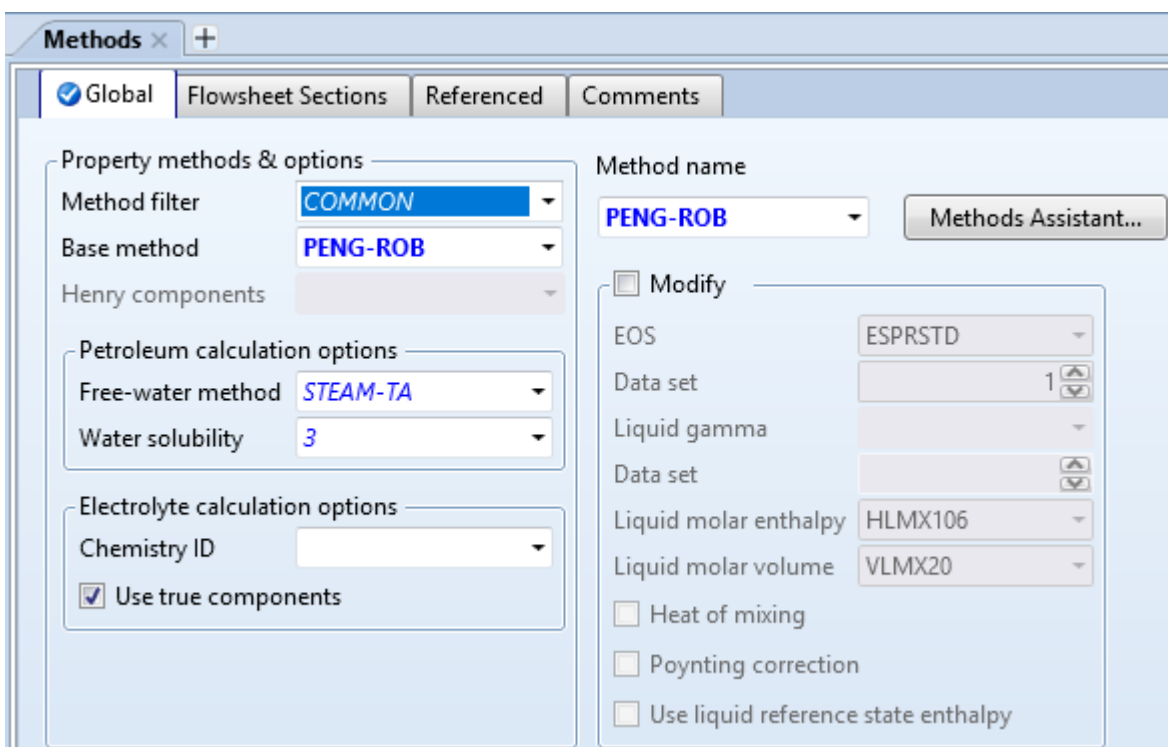 Methods
Global
Flowsheet Sections
Referenced
Comments
Property methods & options
Method filter COMMON
Base method PENG-ROB
Henry components
Petroleum calculation options
Free-water method STEAM-TA
Water solubility 3
Electrolyte calculation options
Chemistry ID
Use true components
Method name
PENG-ROB
Methods Assistant...
Modify
EOS ESPRSTD
Data set 1
Liquid gamma
Data set
Liquid molar enthalpy HLMX106
Liquid molar volume VLMX20
Heat of mixing
Poynting correction
Use liquid reference state enthalpy